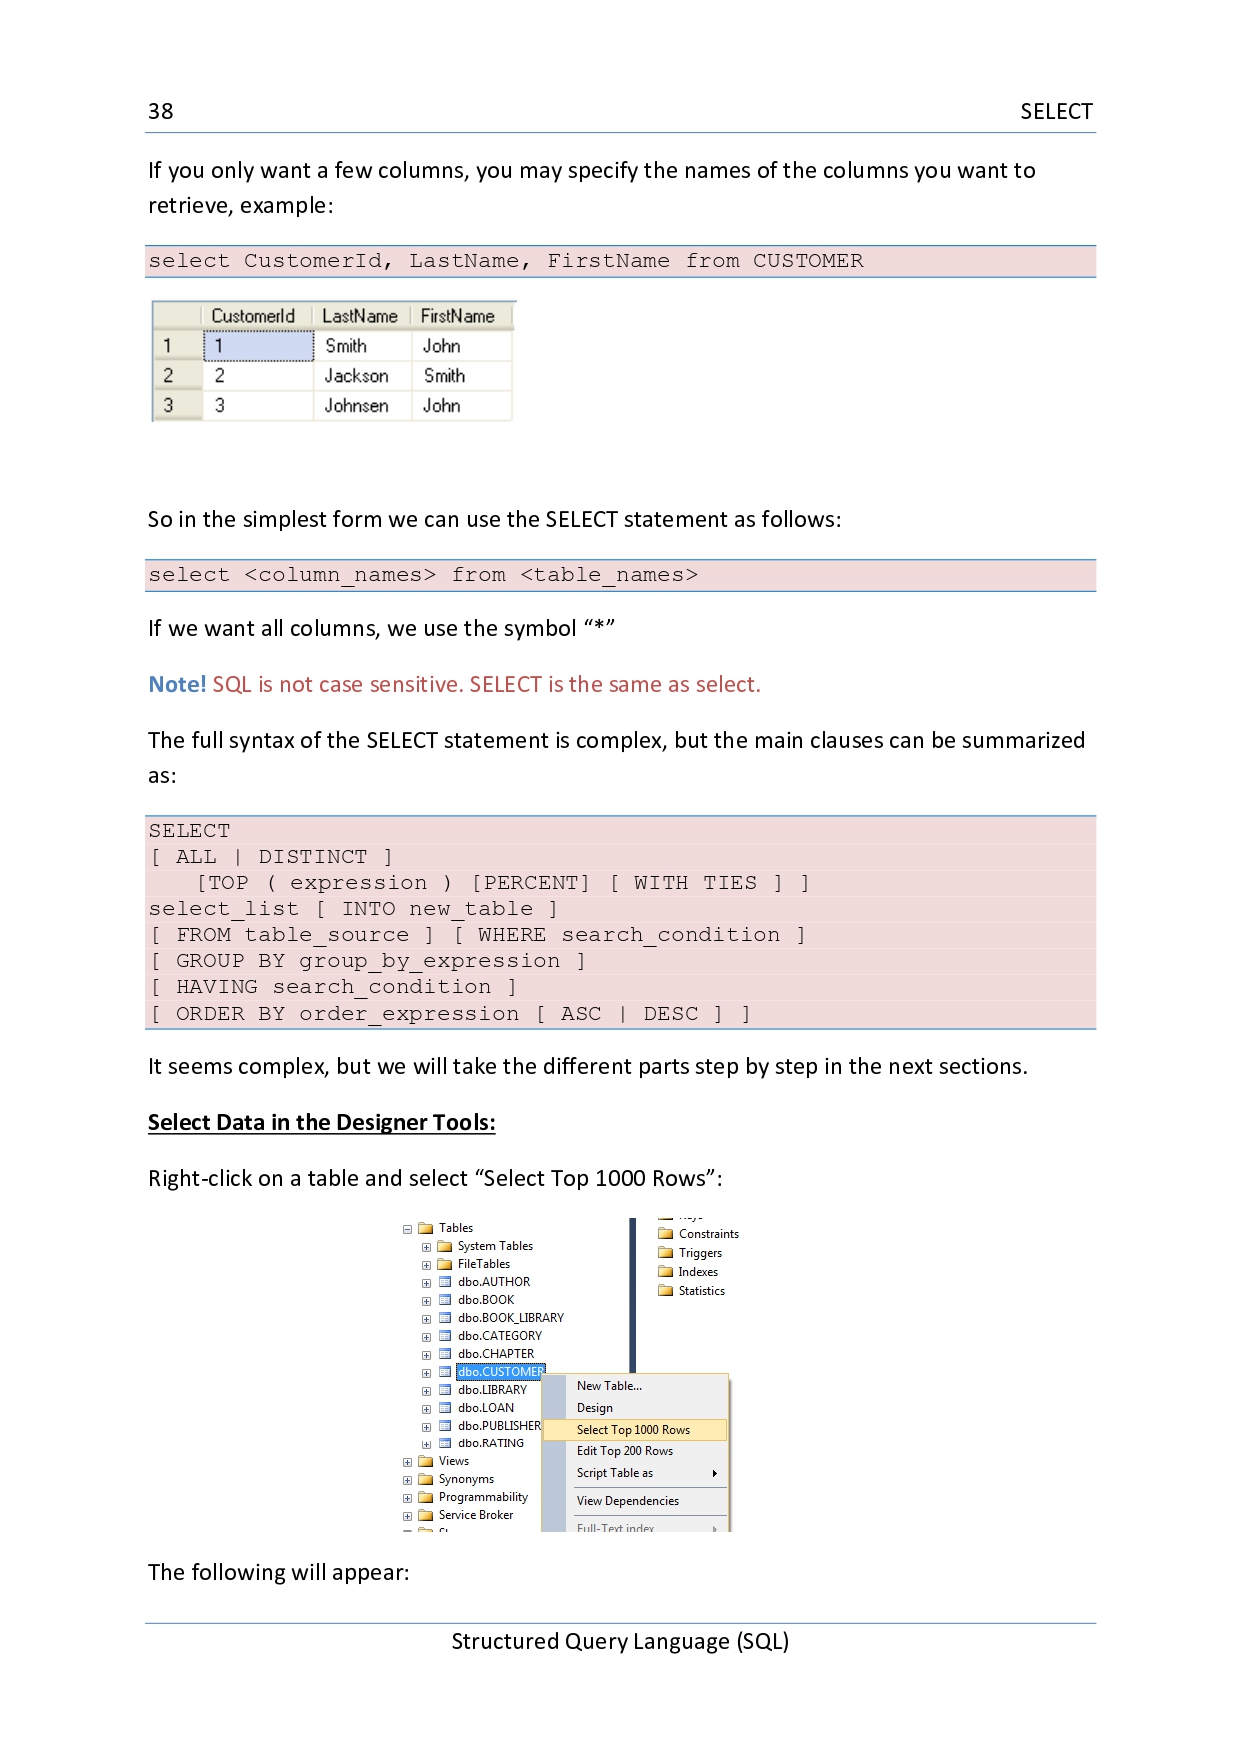 38 SELECT
If you only want a few columns, you may specify the names of the columns you want to
retrieve, example:
select CustomerId, LastName, FirstName from CUSTOMER
CustomerId LastName FirstName
1 1 Smith John
2 2 Jackson Smith
3 3 Johnsen John
So in the simplest form we can use the SELECT statement as follows:
select <column_names> from <table_names>
If we want all columns, we use the symbol “*”
Note! SQL is not case sensitive. SELECT is the same as select.
The full syntax of the SELECT statement is complex, but the main clauses can be summarized
as:
SELECT
[ ALL | DISTINCT ]
[TOP ( expression ) [PERCENT] [ WITH TIES ] ]
select_list [ INTO new_table ]
[ FROM table_source ] [ WHERE search_condition ]
[ GROUP BY group_by_expression ]
[ HAVING search_condition ]
[ ORDER BY order_expression [ ASC | DESC ] ]
It seems complex, but we will take the different parts step by step in the next sections.
Select Data in the Designer Tools:
Right-click on a table and select “Select Top 1000 Rows”:
Tables
System Tables
FileTables
dbo.AUTHOR
dbo.BOOK
dbo.BOOK_LIBRARY
dbo.CATEGORY
dbo.CHAPTER
dbo.CUSTOMER
dbo.LIBRARY
dbo.LOAN
dbo.PUBLISHER
dbo.RATING
Views
Synonyms
Programmability
Service Broker
Constraints
Triggers
Indexes
Statistics
New Table...
Design
Select Top 1000 Rows
Edit Top 200 Rows
Script Table as
View Dependencies
Full-Text index
The following will appear:
Structured Query Language (SQL)